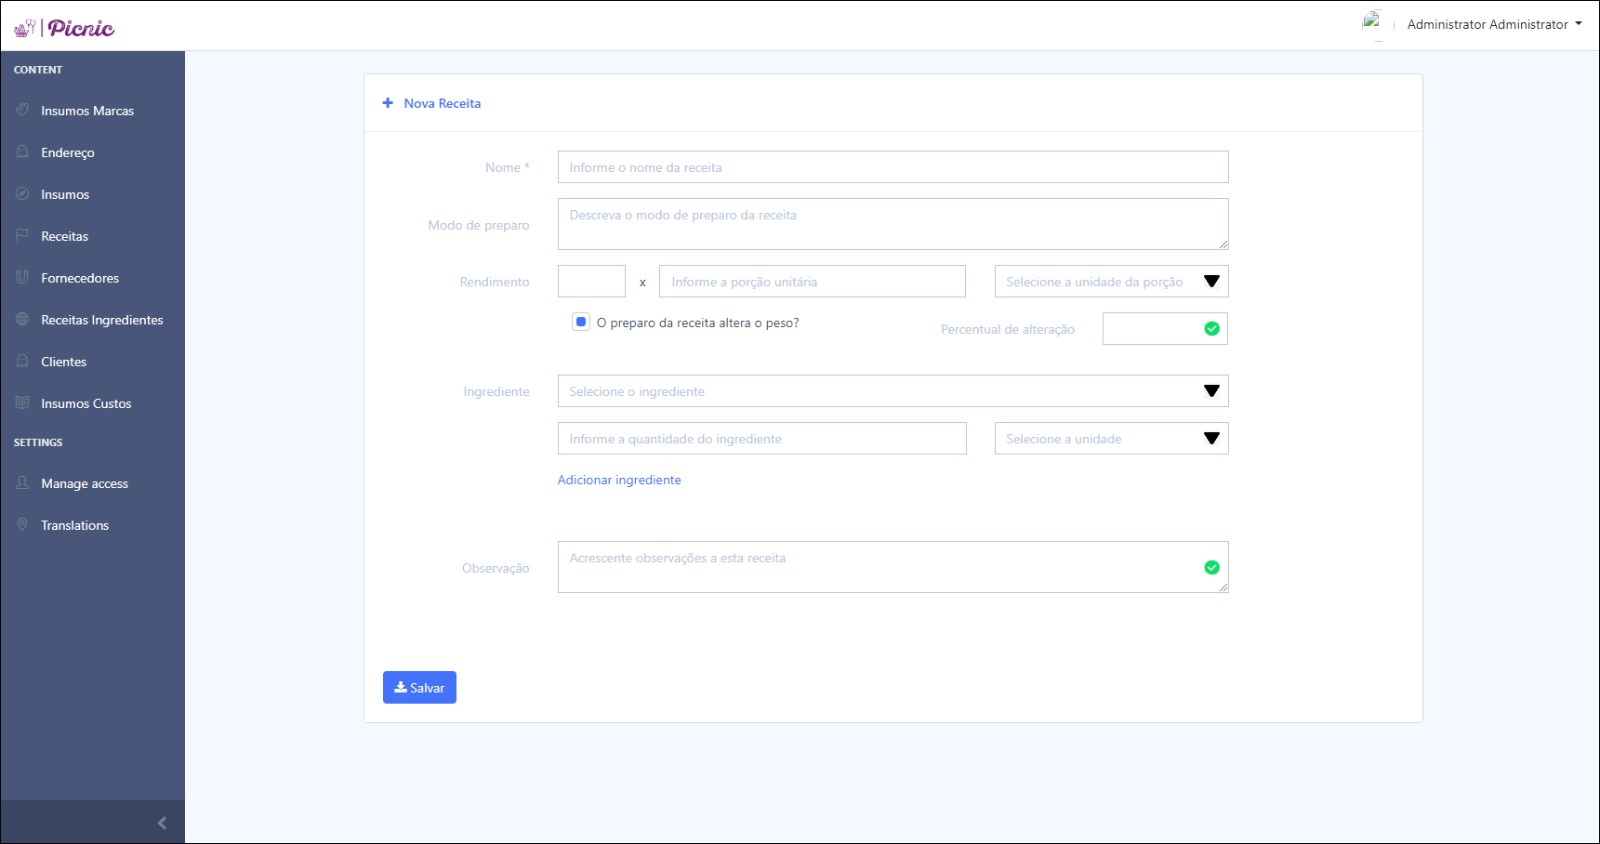 Picnic
Administrator Administrator
CONTENT
Insumos Marcas
Endereço
Insumos
Receitas
Fornecedores
Receitas Ingredientes
Clientes
Insumos Custos
SETTINGS
Manage access
Translations
Nova Receita
Nome * Informe o nome da receita
Modo de preparo Descreva o modo de preparo da receita
Rendimento x Informe a porção unitária Selecione a unidade da porção
O preparo da receita altera o peso? Percentual de alteração
Ingrediente Selecione o ingrediente
Informe a quantidade do ingrediente Selecione a unidade
Adicionar ingrediente
Observação Acrescente observações a esta receita
Salvar